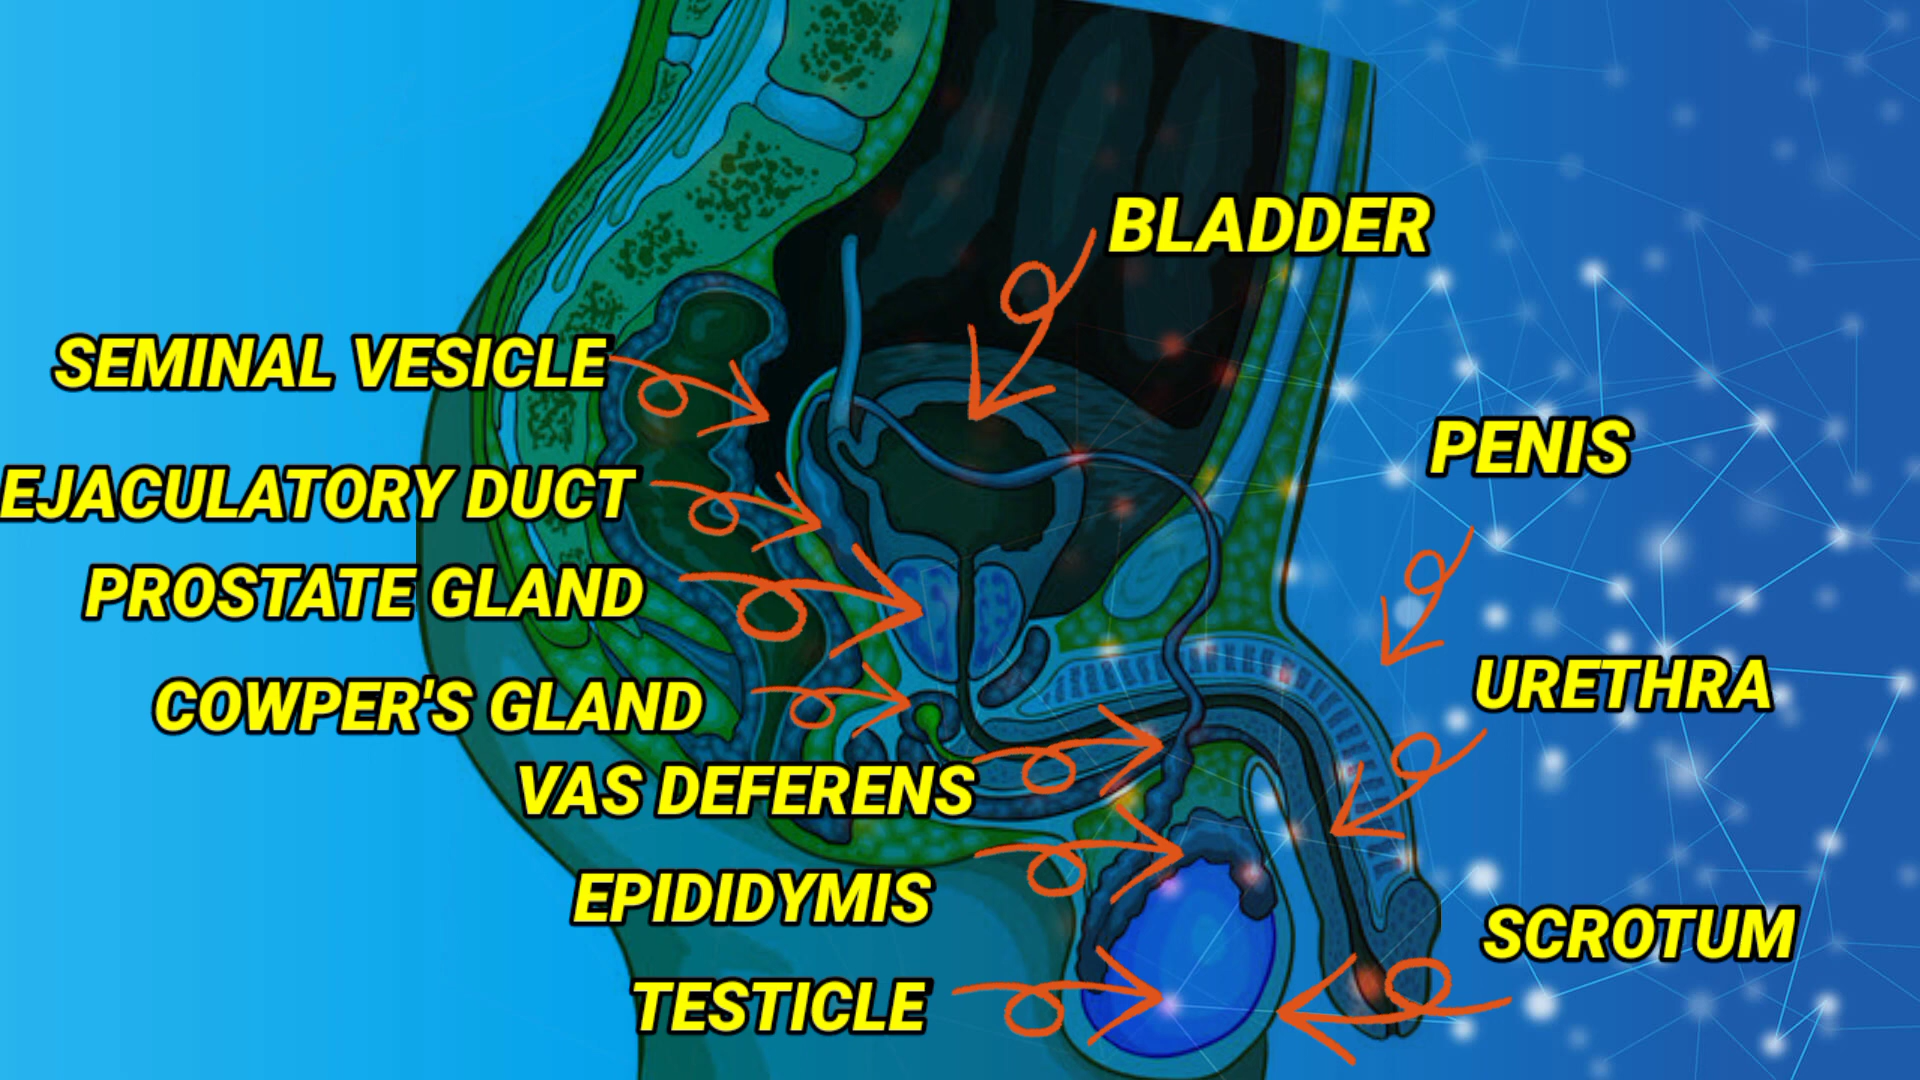 BLADDER
SEMINAL VESICLE
PENIS
EJACULATORY DUCT
PROSTATE GLAND
URETHRA
COWPER'S GLAND
VAS DEFERENS
EPIDIDYMIS
SCROTUM
TESTICLE